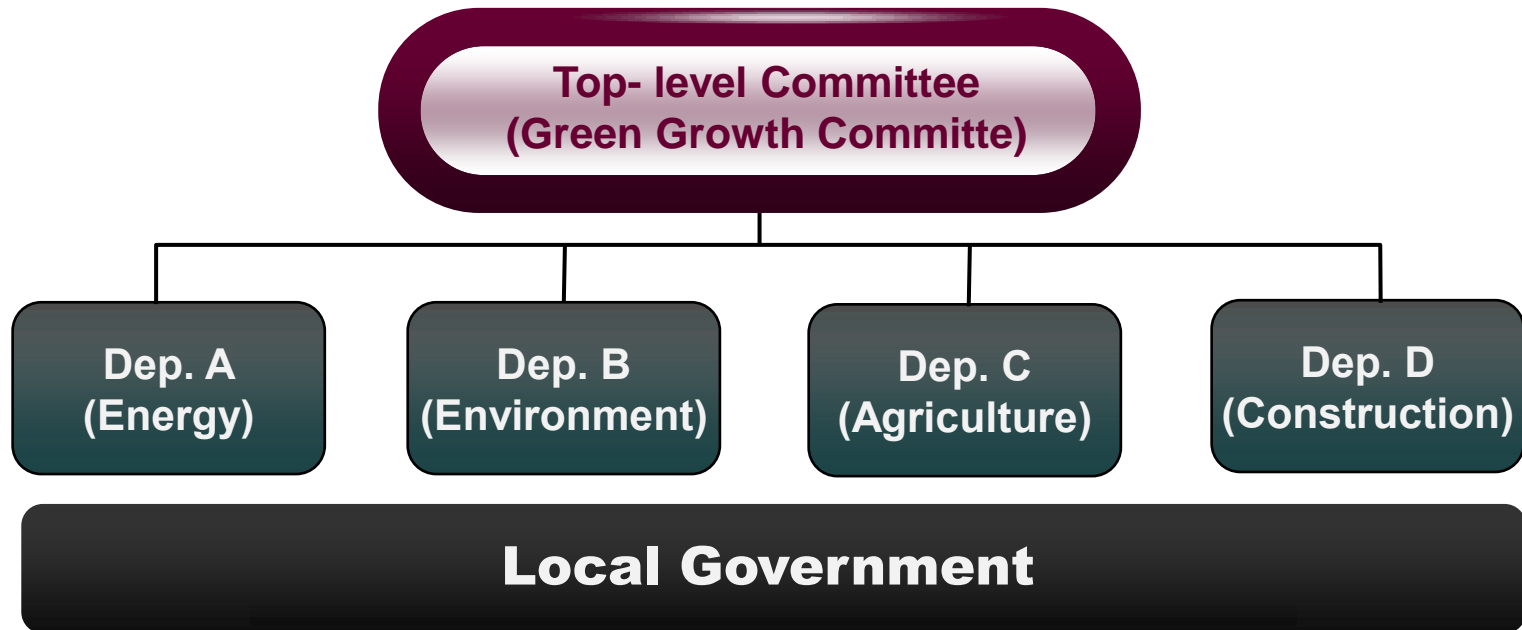 Top- level Committee
(Green Growth Committe)
Dep. A
(Energy)
Dep. B
(Environment)
Dep. C
(Agriculture)
Dep. D
(Construction)
Local Government